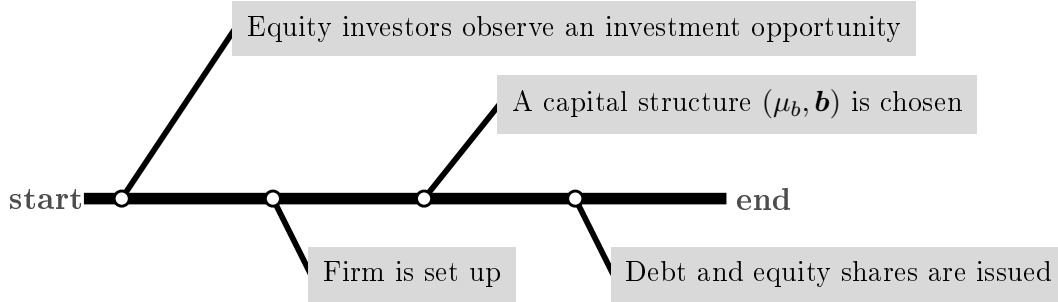 Equity investors observe an investment opportunity
A capital structure (μ_b, b) is chosen
start
end
Firm is set up
Debt and equity shares are issued